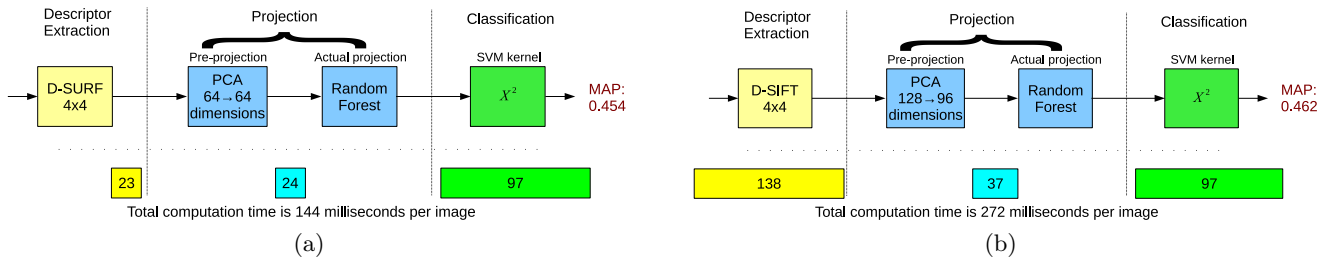 Descriptor
Extraction
Projection
Classification
Pre-projection
Actual projection
SVM kernel
D-SURF
4x4
PCA
64→64
dimensions
Random
Forest
X²
MAP:
0.454
23
24
97
Total computation time is 144 milliseconds per image
(a)
Descriptor
Extraction
Projection
Classification
Pre-projection
Actual projection
SVM kernel
D-SIFT
4x4
PCA
128→96
dimensions
Random
Forest
X²
MAP:
0.462
138
37
97
Total computation time is 272 milliseconds per image
(b)